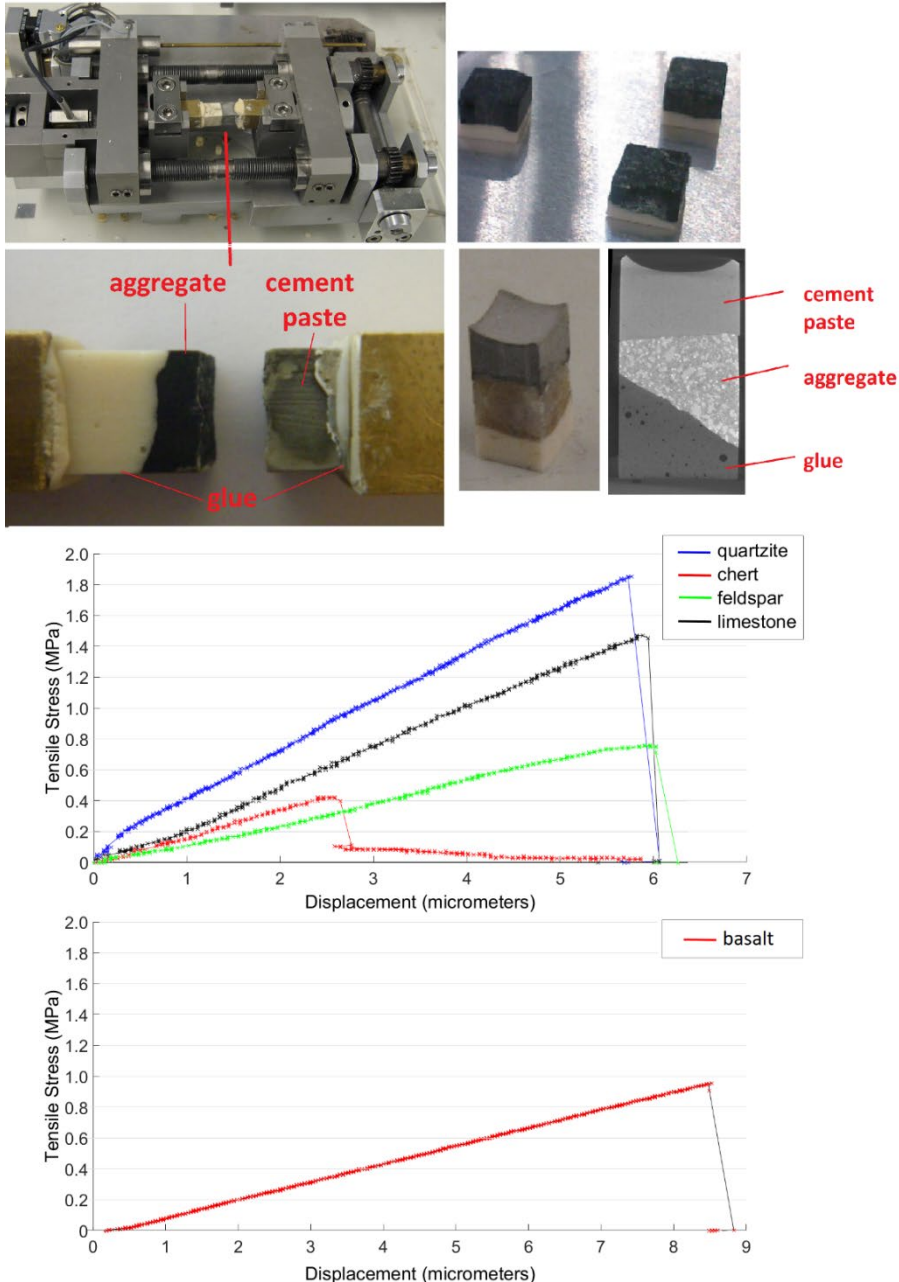 aggregate
cement
paste
glue
cement
paste
aggregate
glue
2.0
1.8
1.6
1.4
1.2
1.0
0.8
0.6
0.4
0.2
0
Tensile Stress (MPa)
quartzite
chert
feldspar
limestone
0 1 2 3 4 5 6 7
Displacement (micrometers)
2.0
1.8
1.6
1.4
1.2
1.0
0.8
0.6
0.4
0.2
0
Tensile Stress (MPa)
basalt
0 1 2 3 4 5 6 7 8 9
Displacement (micrometers)